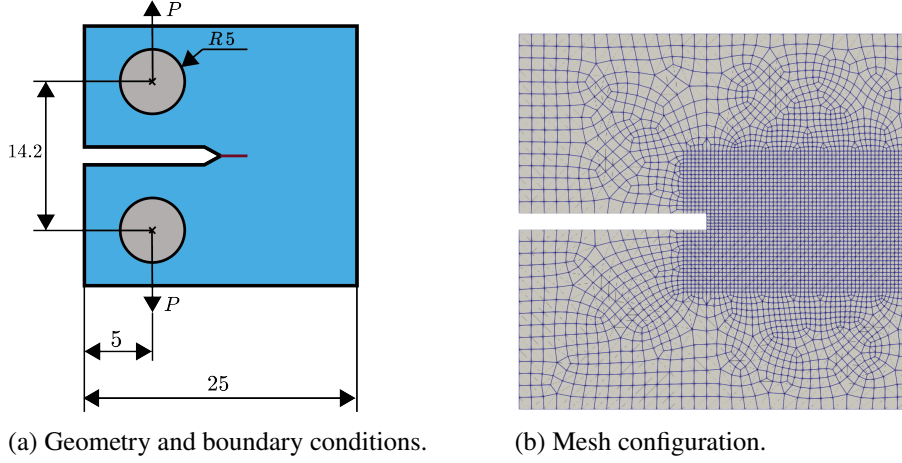 P
R5
14.2
P
5
25
(a) Geometry and boundary conditions.
(b) Mesh configuration.